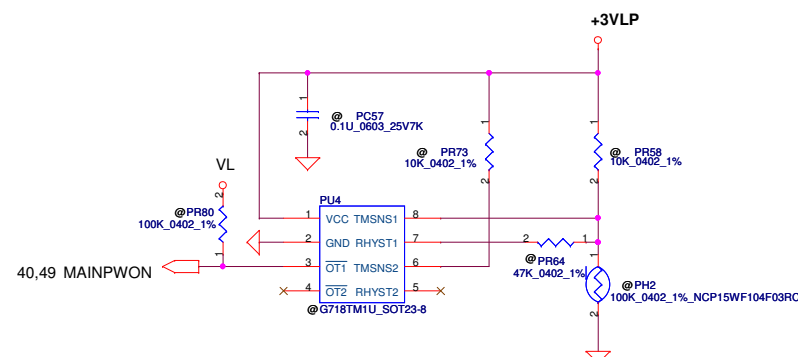 +3VLP
1
@ PC57
0.1U_0603_25V7K
2
1
@ PR73
10K_0402_1%
2
1
@ PR58
10K_0402_1%
2
VL
2
@PR80
100K_0402_1%
1
PU4
1 VCC TMSNS1 8
2 GND RHYST1 7
3 OT1 TMSNS2 6
4 OT2 RHYST2 5
@G718TM1U_SOT23-8
40,49 MAINPWON
2 1
@
PR64
47K_0402_1%
1
@PH2
100K_0402_1%_NCP15WF104F03RC
2